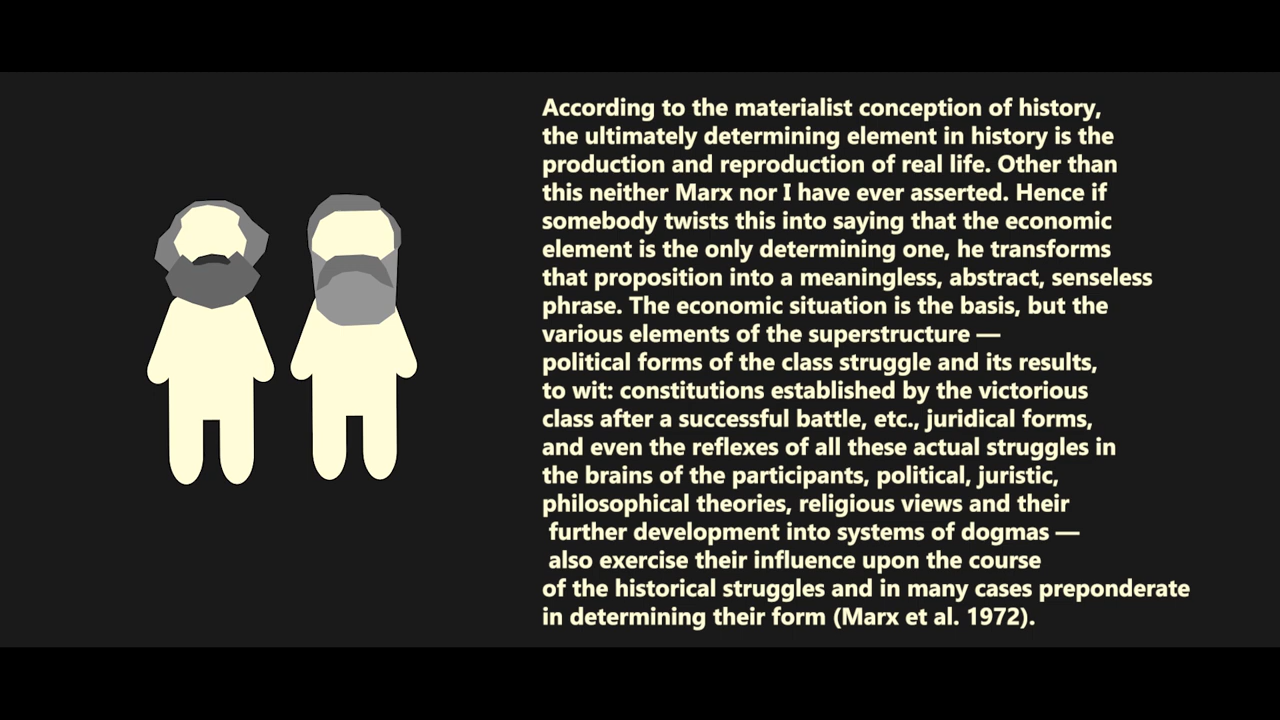 According to the materialist conception of history,
the ultimately determining element in history is the
production and reproduction of real life. Other than
this neither Marx nor I have ever asserted. Hence if
somebody twists this into saying that the economic
element is the only determining one, he transforms
that proposition into a meaningless, abstract, senseless
phrase. The economic situation is the basis, but the
various elements of the superstructure —
political forms of the class struggle and its results,
to wit: constitutions established by the victorious
class after a successful battle, etc., juridical forms,
and even the reflexes of all these actual struggles in
the brains of the participants, political, juristic,
philosophical theories, religious views and their
further development into systems of dogmas —
also exercise their influence upon the course
of the historical struggles and in many cases preponderate
in determining their form (Marx et al. 1972).